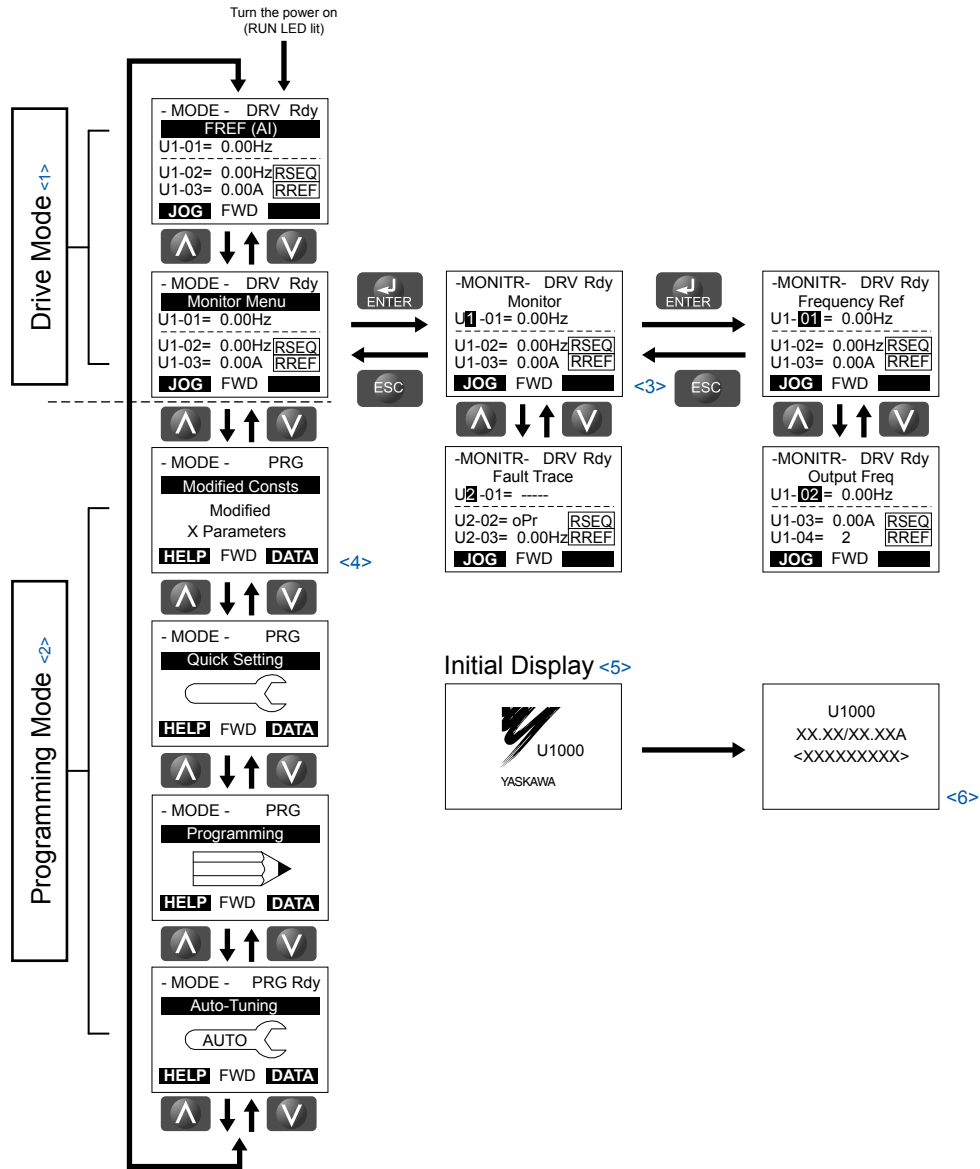 Turn the power on
(RUN LED lit)
Drive Mode <1>
- MODE - DRV Rdy
FREF (AI)
U1-01= 0.00Hz
U1-02= 0.00Hz RSEQ
U1-03= 0.00A RREF
JOG FWD
- MODE - DRV Rdy
Monitor Menu
U1-01= 0.00Hz
U1-02= 0.00Hz RSEQ
U1-03= 0.00A RREF
JOG FWD
ENTER
ESC
-MONITR- DRV Rdy
Monitor
U1 -01= 0.00Hz
U1-02= 0.00Hz RSEQ
U1-03= 0.00A RREF
JOG FWD
<3>
ENTER
ESC
-MONITR- DRV Rdy
Frequency Ref
U1- 01 = 0.00Hz
U1-02= 0.00Hz RSEQ
U1-03= 0.00A RREF
JOG FWD
-MONITR- DRV Rdy
Fault Trace
U2 -01= -----
U2-02= oPr RSEQ
U2-03= 0.00Hz RREF
JOG FWD
-MONITR- DRV Rdy
Output Freq
U1- 02 = 0.00Hz
U1-03= 0.00A RSEQ
U1-04= 2 RREF
JOG FWD
Programming Mode <2>
- MODE - PRG
Modified Consts
Modified
X Parameters
HELP FWD DATA
<4>
- MODE - PRG
Quick Setting
HELP FWD DATA
- MODE - PRG
Programming
HELP FWD DATA
- MODE - PRG Rdy
Auto-Tuning
AUTO
HELP FWD DATA
Initial Display <5>
U1000
YASKAWA
U1000
XX.XX/XX.XXA
<XXXXXXXXX>
<6>